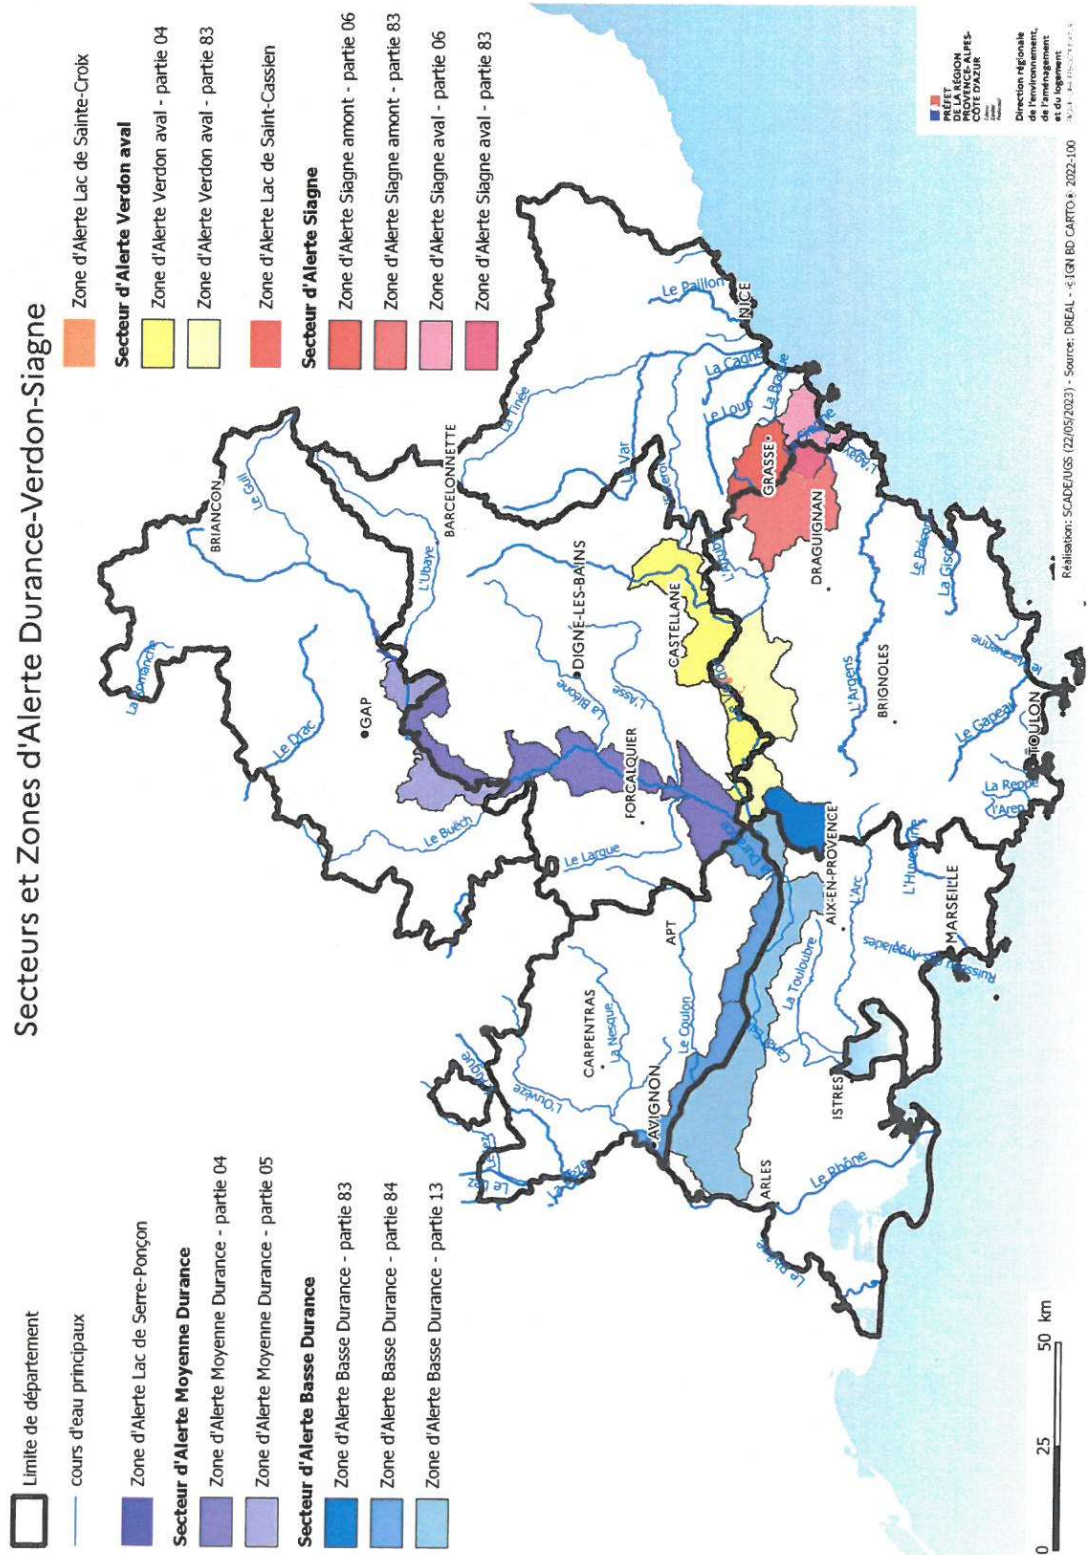 Secteurs et Zones d'Alerte Durance-Verdon-Siagne
Limite de département
cours d'eau principaux
Zone d'Alerte Lac de Serre-Ponçon
Secteur d'Alerte Moyenne Durance
Zone d'Alerte Moyenne Durance - partie 04
Zone d'Alerte Moyenne Durance - partie 05
Secteur d'Alerte Basse Durance
Zone d'Alerte Basse Durance - partie 83
Zone d'Alerte Basse Durance - partie 84
Zone d'Alerte Basse Durance - partie 13
Zone d'Alerte Lac de Sainte-Croix
Secteur d'Alerte Verdon aval
Zone d'Alerte Verdon aval - partie 04
Zone d'Alerte Verdon aval - partie 83
Zone d'Alerte Lac de Saint-Cassien
Secteur d'Alerte Siagne
Zone d'Alerte Siagne amont - partie 06
Zone d'Alerte Siagne amont - partie 83
Zone d'Alerte Siagne aval - partie 06
Zone d'Alerte Siagne aval - partie 83
La Romanche
BRIANCON
Le Guil
Le Drac
GAP
L'Ubaye
BARCELONNETTE
Le Buëch
La Tinée
Le Var
DIGNE-LES-BAINS
La Bléone
L'Asse
FORCALQUIER
Le Largue
CASTELLANE
Le Paillon
NICE
La Cagne
Le Loup
La Brague
GRASSE
DRAGUIGNAN
L'Ouvèze
CARPENTRAS
La Nesque
Le Coulon
APT
AVIGNON
La Durance
AIX-EN-PROVENCE
La Touloubre
L'Arc
L'Huveaune
ISTRES
ARLES
Le Rhône
MARSEILLE
Ruisseau des Aygalades
L'Argens
BRIGNOLES
Le Gapeau
TOULON
La Reppe
La Giscle
0
25
50 km
PRÉFET
DE LA RÉGION
PROVENCE-ALPES-
CÔTE D'AZUR
Direction régionale
de l'environnement,
de l'aménagement
et du logement
Réalisation: SCADE/UGS (22/05/2023) - Source: DREAL -